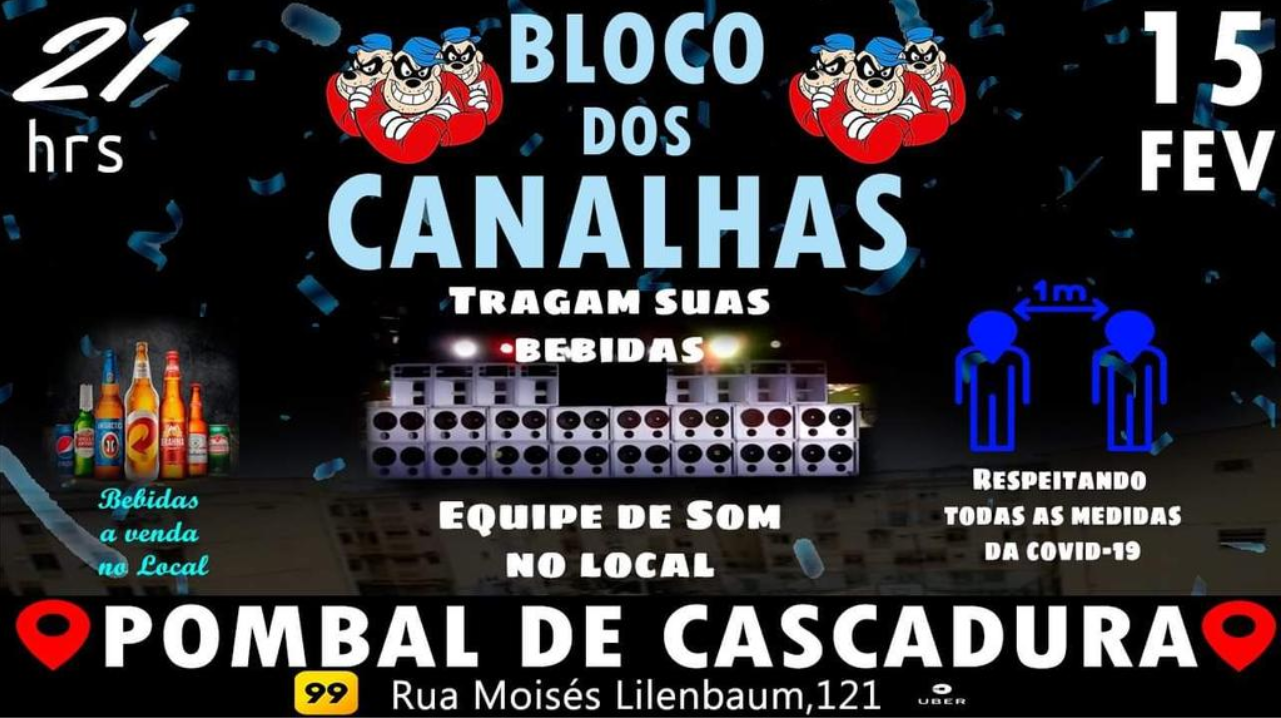 21
hrs
BLOCO
DOS
CANALHAS
15
FEV
TRAGAM SUAS
BEBIDAS
1m
Bebidas
a venda
no Local
EQUIPE DE SOM
NO LOCAL
RESPEITANDO
TODAS AS MEDIDAS
DA COVID-19
POMBAL DE CASCADURA
99 Rua Moisés Lilenbaum,121 UBER